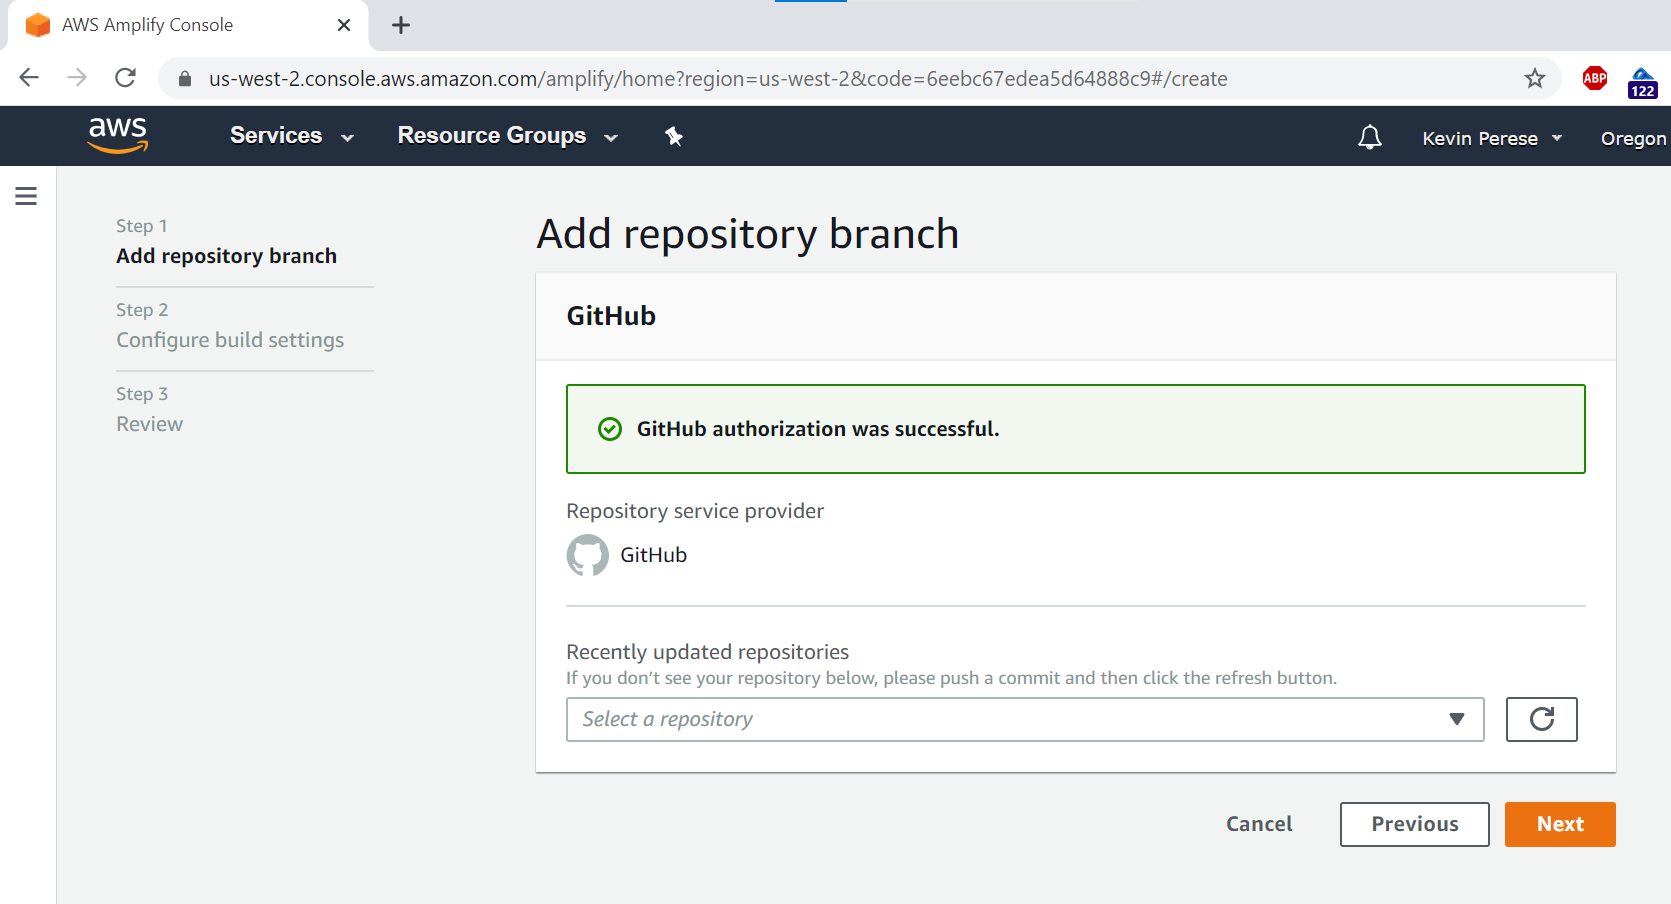 AWS Amplify Console
us-west-2.console.aws.amazon.com/amplify/home?region=us-west-2&code=6eebc67edea5d64888c9#/create
ABP
122
aws
Services
Resource Groups
Kevin Perese
Oregon
Step 1
Add repository branch
Step 2
Configure build settings
Step 3
Review
Add repository branch
GitHub
GitHub authorization was successful.
Repository service provider
GitHub
Recently updated repositories
If you don’t see your repository below, please push a commit and then click the refresh button.
Select a repository
Cancel
Previous
Next